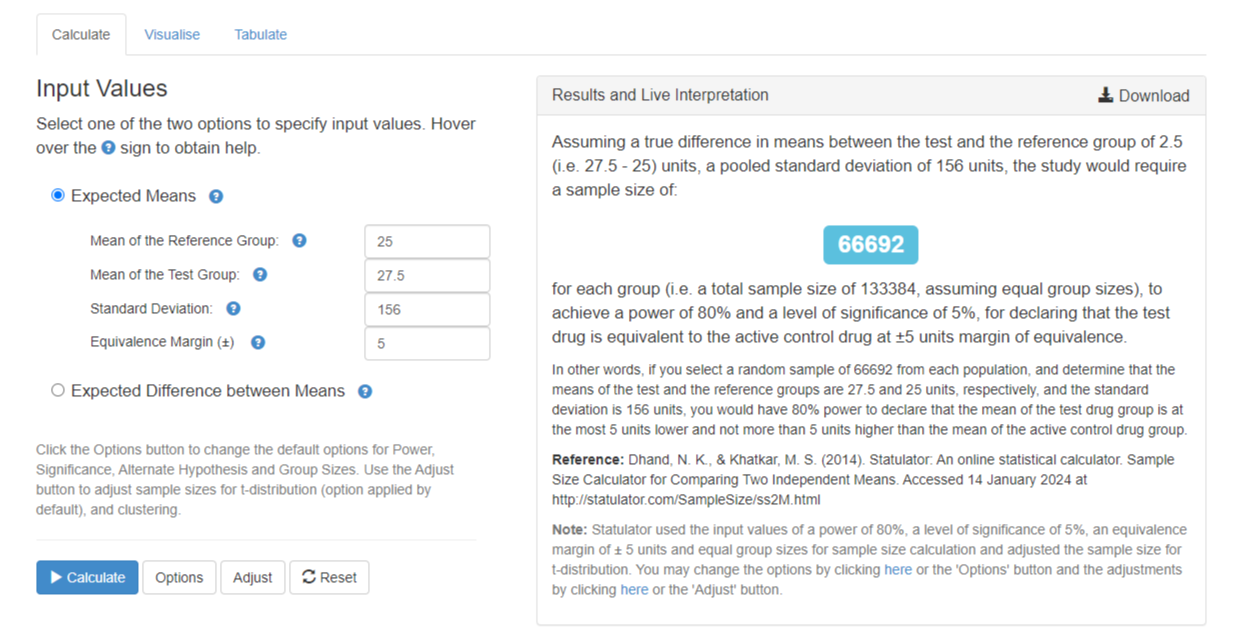 Calculate Visualise Tabulate
Input Values
Select one of the two options to specify input values. Hover
over the ? sign to obtain help.
Expected Means ?
Mean of the Reference Group: ? 25
Mean of the Test Group: ? 27.5
Standard Deviation: ? 156
Equivalence Margin (±) ? 5
Expected Difference between Means ?
Click the Options button to change the default options for Power,
Significance, Alternate Hypothesis and Group Sizes. Use the Adjust
button to adjust sample sizes for t-distribution (option applied by
default), and clustering.
Calculate Options Adjust Reset
Results and Live Interpretation Download
Assuming a true difference in means between the test and the reference group of 2.5
(i.e. 27.5 - 25) units, a pooled standard deviation of 156 units, the study would require
a sample size of:
66692
for each group (i.e. a total sample size of 133384, assuming equal group sizes), to
achieve a power of 80% and a level of significance of 5%, for declaring that the test
drug is equivalent to the active control drug at ±5 units margin of equivalence.
In other words, if you select a random sample of 66692 from each population, and determine that the
means of the test and the reference groups are 27.5 and 25 units, respectively, and the standard
deviation is 156 units, you would have 80% power to declare that the mean of the test drug group is at
the most 5 units lower and not more than 5 units higher than the mean of the active control drug group.
Reference: Dhand, N. K., & Khatkar, M. S. (2014). Statulator: An online statistical calculator. Sample
Size Calculator for Comparing Two Independent Means. Accessed 14 January 2024 at
http://statulator.com/SampleSize/ss2M.html
Note: Statulator used the input values of a power of 80%, a level of significance of 5%, an equivalence
margin of ± 5 units and equal group sizes for sample size calculation and adjusted the sample size for
t-distribution. You may change the options by clicking here or the 'Options' button and the adjustments
by clicking here or the 'Adjust' button.